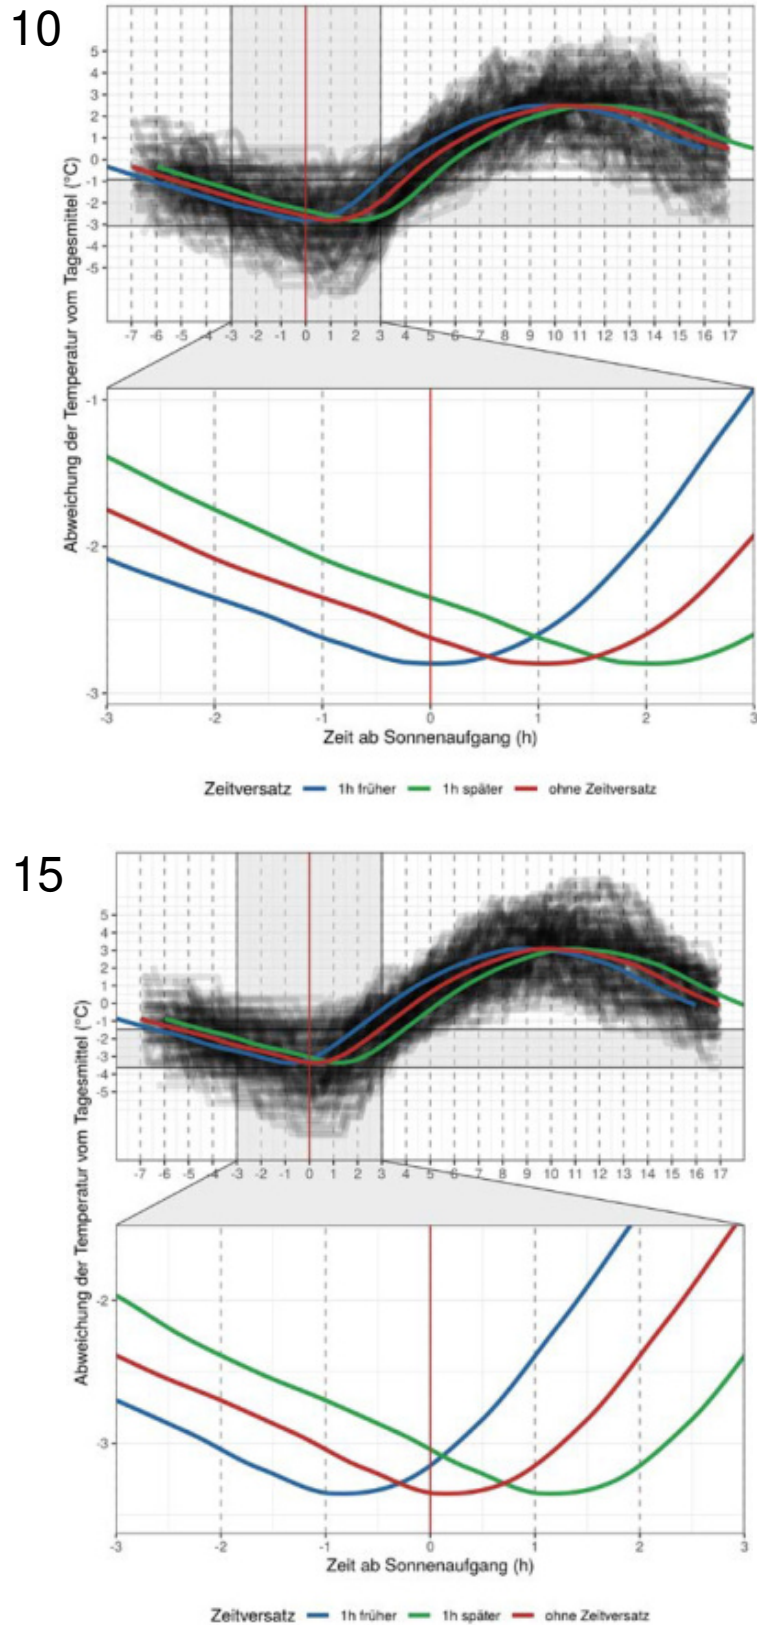 10
Abweichung der Temperatur vom Tagesmittel (°C)
5
4
3
2
1
0
-1
-2
-3
-4
-5
-7 -6 -5 -4 -3 -2 -1 0 1 2 3 4 5 6 7 8 9 10 11 12 13 14 15 16 17
-1
-2
-3
-3 -2 -1 0 1 2 3
Zeit ab Sonnenaufgang (h)
Zeitversatz 1h früher 1h später ohne Zeitversatz
15
Abweichung der Temperatur vom Tagesmittel (°C)
5
4
3
2
1
0
-1
-2
-3
-4
-5
-7 -6 -5 -4 -3 -2 -1 0 1 2 3 4 5 6 7 8 9 10 11 12 13 14 15 16 17
-2
-3
-3 -2 -1 0 1 2 3
Zeit ab Sonnenaufgang (h)
Zeitversatz 1h früher 1h später ohne Zeitversatz